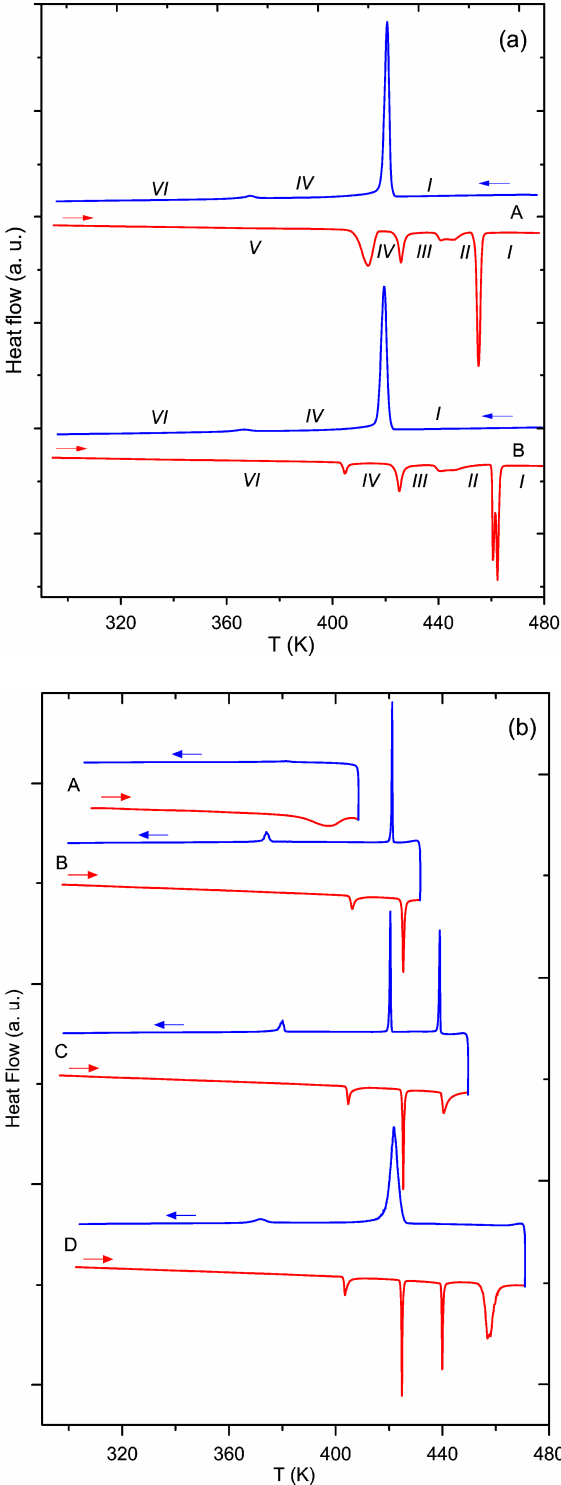 (a)
VI IV I
A
V IV III II I
VI IV I
B
VI IV III II I
Heat flow (a. u.)
320 360 400 440 480
T (K)
(b)
A
B
C
D
Heat Flow (a. u.)
320 360 400 440 480
T (K)